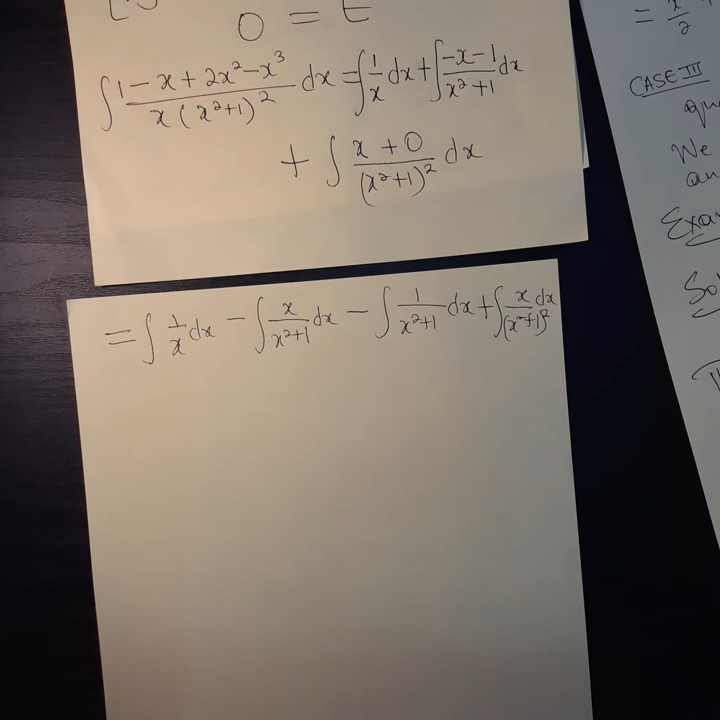 0 = E
∫ 1 - x + 2x² - x³ / x (x²+1)² dx = ∫ 1/x dx + ∫ -x-1 / x²+1 dx
+ ∫ x + 0 / (x²+1)² dx
= ∫ 1/x dx - ∫ x / x²+1 dx - ∫ 1 / x²+1 dx + ∫ x dx / (x²+1)²
= x/2
CASE III
We
Exa
So